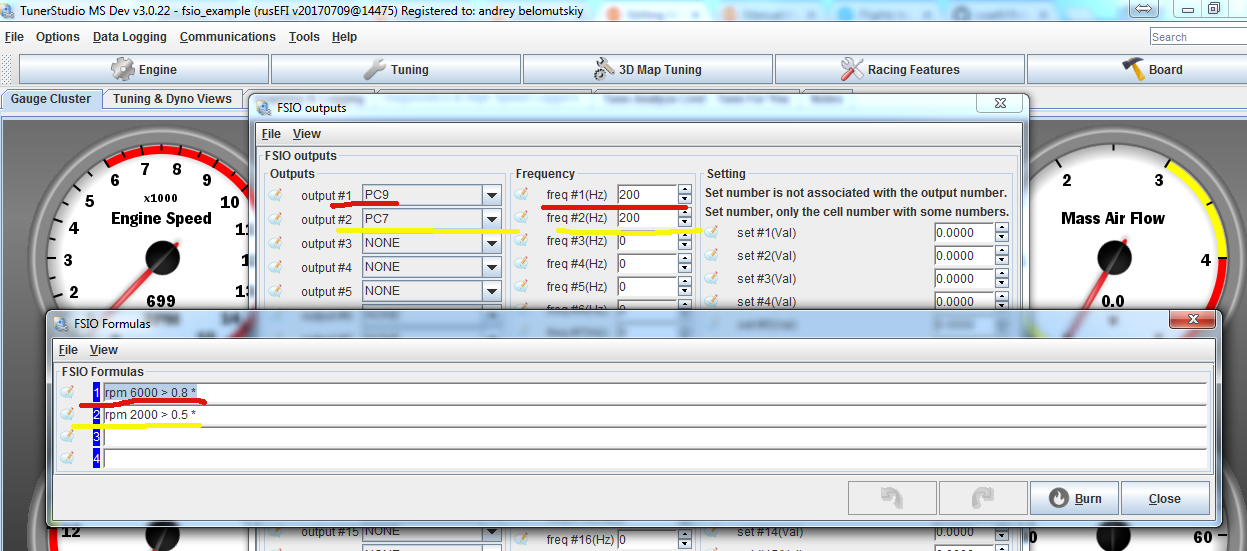 TunerStudio MS Dev v3.0.22 - fsio_example (rusEFI v20170709@14475) Registered to: andrey belomutskiy
File Options Data Logging Communications Tools Help
Search
Engine Tuning 3D Map Tuning Racing Features Board
Gauge Cluster Tuning & Dyno Views
FSIO outputs
File View
FSIO outputs
Outputs
output #1 PC9
output #2 PC7
output #3 NONE
output #4 NONE
output #5 NONE
Frequency
freq #1(Hz) 200
freq #2(Hz) 200
freq #3(Hz) 0
freq #4(Hz) 0
freq #5(Hz) 0
Setting
Set number is not associated with the output number.
Set number, only the cell number with some numbers.
set #1(Val) 0.0000
set #2(Val) 0.0000
set #3(Val) 0.0000
set #4(Val) 0.0000
2 3 4 5 6 7 8 9 10 11 12 13
x1000
Engine Speed
699
2 3 4
Mass Air Flow
0.0
FSIO Formulas
File View
FSIO Formulas
1 rpm 6000 > 0.8 *
2 rpm 2000 > 0.5 *
3
4
Burn Close
12
output #15 NONE
freq #16(Hz) 0
set #14(Val) 0.0000
0 60